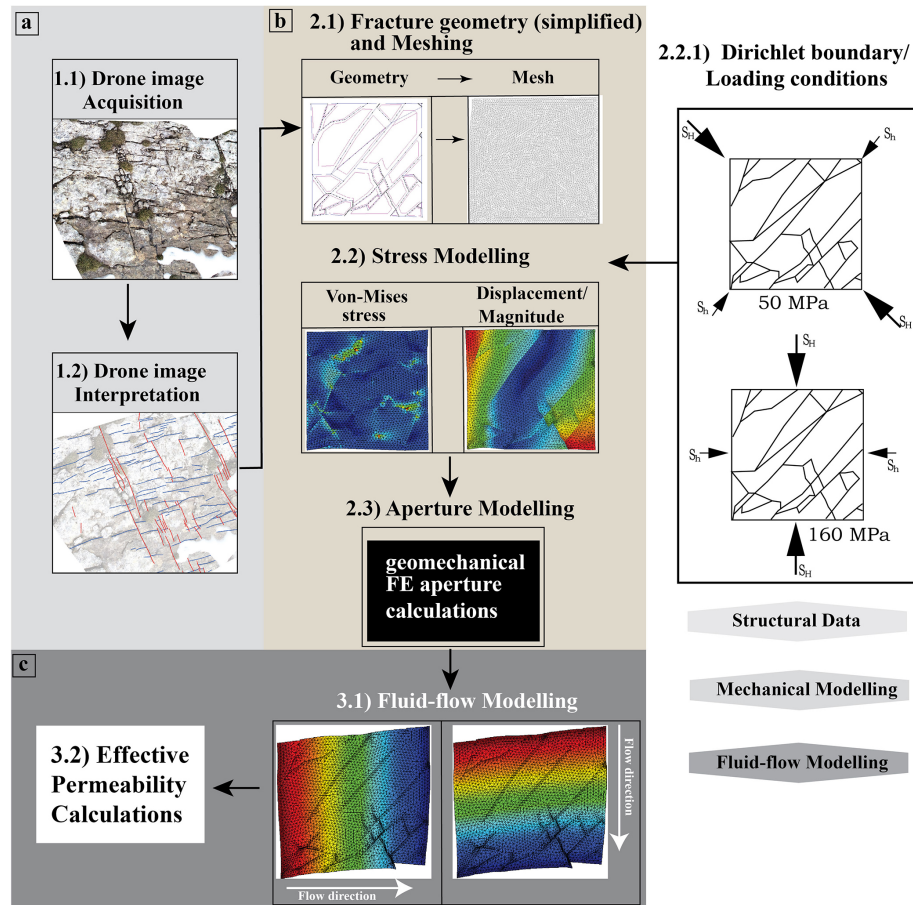 a
1.1) Drone image
Acquisition
1.2) Drone image
Interpretation
b
2.1) Fracture geometry (simplified)
and Meshing
Geometry
Mesh
2.2) Stress Modelling
Von-Mises
stress
Displacement/
Magnitude
2.3) Aperture Modelling
geomechanical
FE aperture
calculations
2.2.1) Dirichlet boundary/
Loading conditions
SH
Sh
Sh
50 MPa
SH
SH
Sh
Sh
160 MPa
SH
Structural Data
Mechanical Modelling
Fluid-flow Modelling
c
3.1) Fluid-flow Modelling
3.2) Effective
Permeability
Calculations
Flow direction
Flow direction